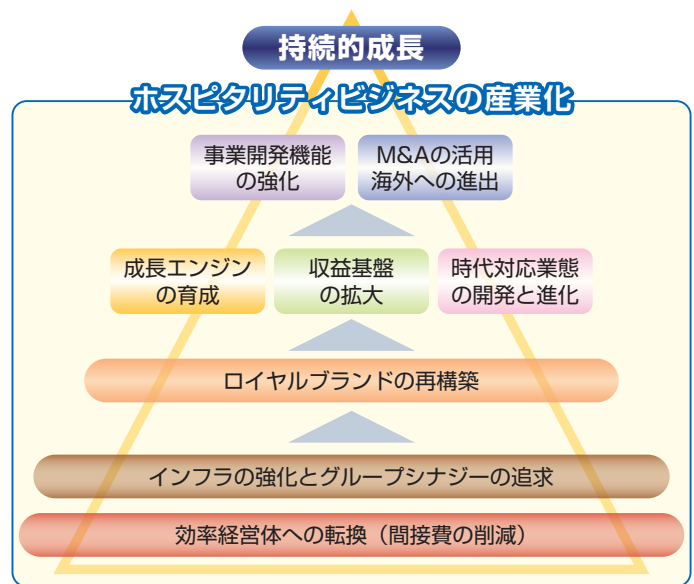 持続的成長
ホスピタリティビジネスの産業化
事業開発機能
の強化
M&Aの活用
海外への進出
成長エンジン
の育成
収益基盤
の拡大
時代対応業態
の開発と進化
ロイヤルブランドの再構築
インフラの強化とグループシナジーの追求
効率経営体への転換（間接費の削減）